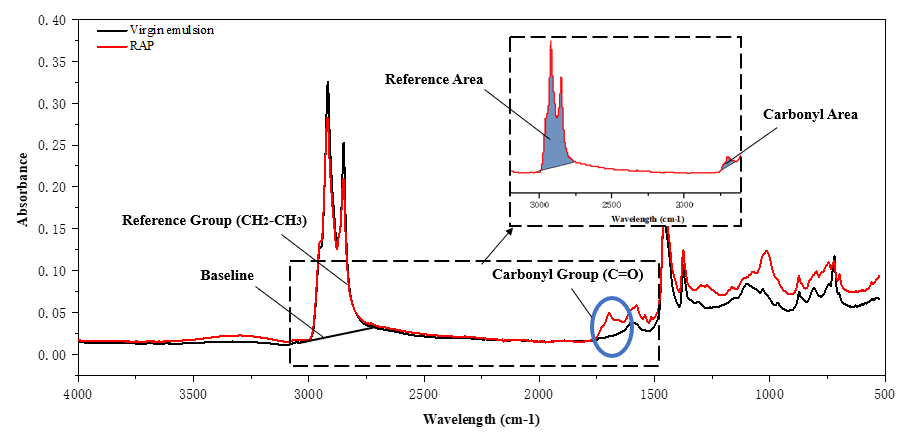 0.40
0.35
0.30
0.25
0.20
0.15
0.10
0.05
0.00
Absorbance
Virgin emulsion
RAP
Reference Area
Carbonyl Area
3000 2500 2000
Wavelength (cm-1)
Reference Group (CH2-CH3)
Baseline
Carbonyl Group (C=O)
4000 3500 3000 2500 2000 1500 1000 500
Wavelength (cm-1)